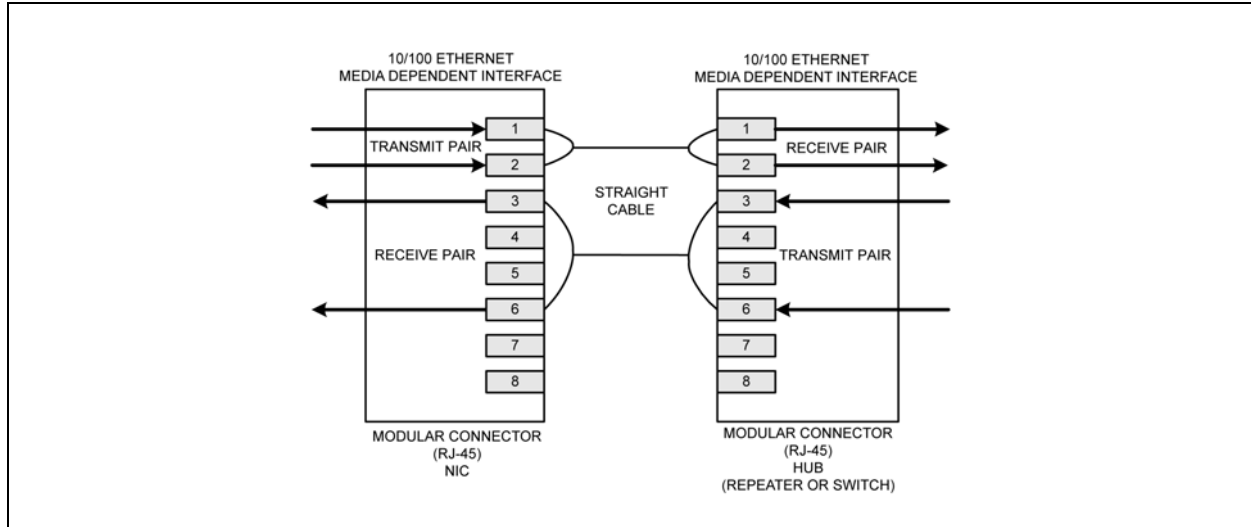 10/100 ETHERNET
MEDIA DEPENDENT INTERFACE
10/100 ETHERNET
MEDIA DEPENDENT INTERFACE
1
TRANSMIT PAIR
2
3
4
RECEIVE PAIR
5
6
7
8
STRAIGHT
CABLE
1
RECEIVE PAIR
2
3
4
TRANSMIT PAIR
5
6
7
8
MODULAR CONNECTOR
(RJ-45)
NIC
MODULAR CONNECTOR
(RJ-45)
HUB
(REPEATER OR SWITCH)